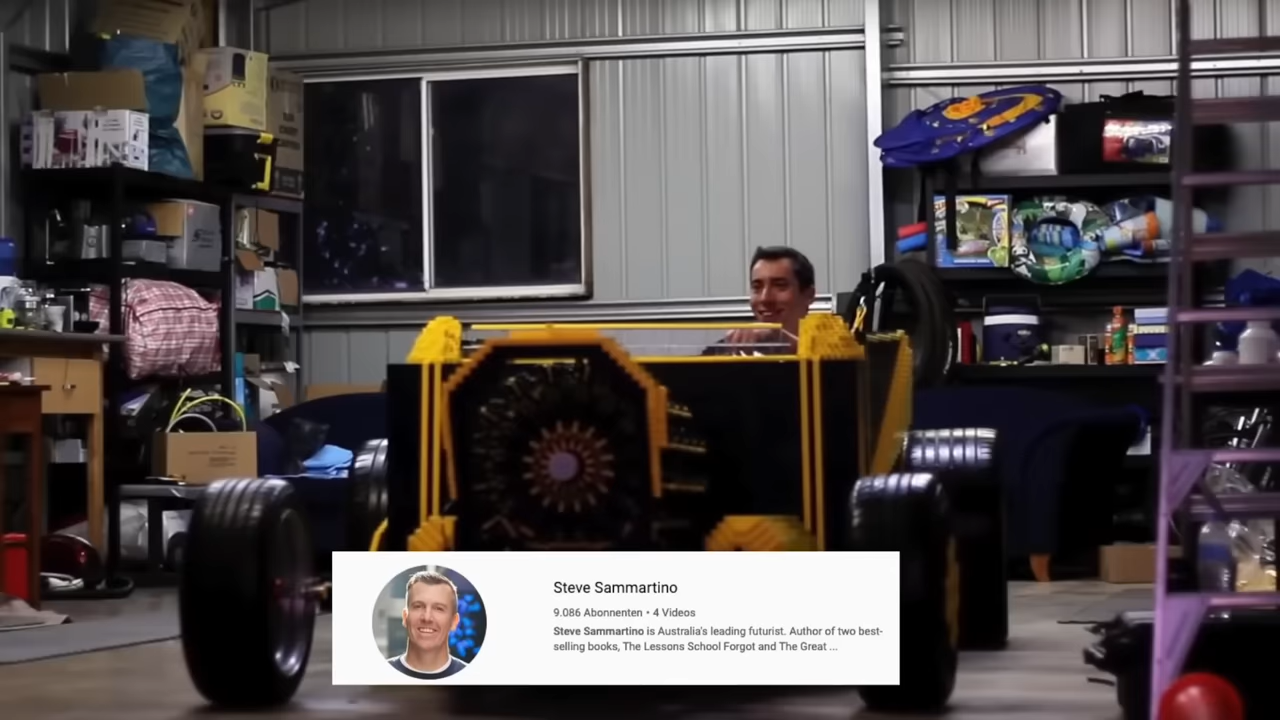 Steve Sammartino
9.086 Abonnenten • 4 Videos
Steve Sammartino is Australia's leading futurist. Author of two best-
selling books, The Lessons School Forgot and The Great ...